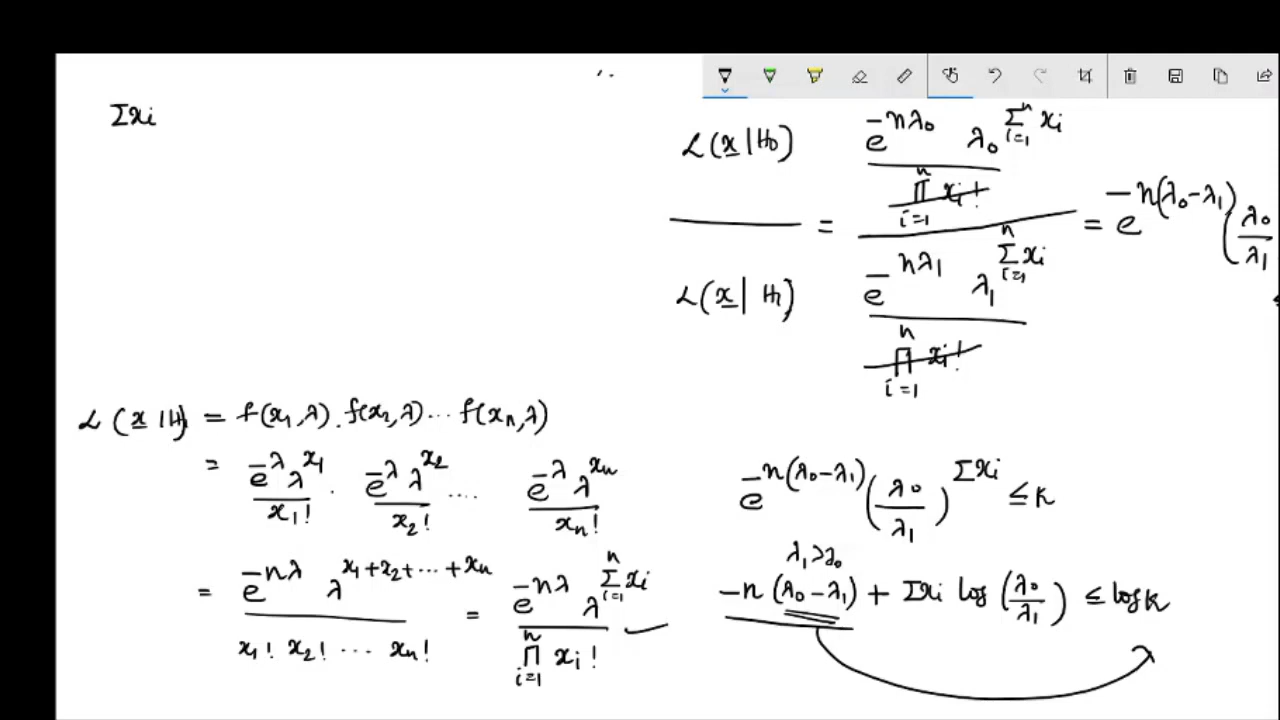 Σxi
L(x|H0) / L(x|H1) = (e^{-nλ0} λ0^{Σ_{i=1}^{n} xi} / ∏_{i=1}^{n} xi!) / (e^{-nλ1} λ1^{Σ_{i=1}^{n} xi} / ∏_{i=1}^{n} xi!) = e^{-n(λ0-λ1)} (λ0/λ1
L(x|H) = f(x1,λ). f(x2,λ)... f(xn,λ)
= e^{-λ}λ^{x1}/x1! . e^{-λ}λ^{x2}/x2! .... e^{-λ}λ^{xn}/xn!
= e^{-nλ} λ^{x1+x2+...+xn} / x1! x2! ... xn! = e^{-nλ} λ^{Σ_{i=1}^{n} xi} / ∏_{i=1}^{n} xi!
e^{-n(λ0-λ1)} (λ0/λ1)^{Σxi} ≤ k
λ1>λ0
-n(λ0-λ1) + Σxi log(λ0/λ1) ≤ log k